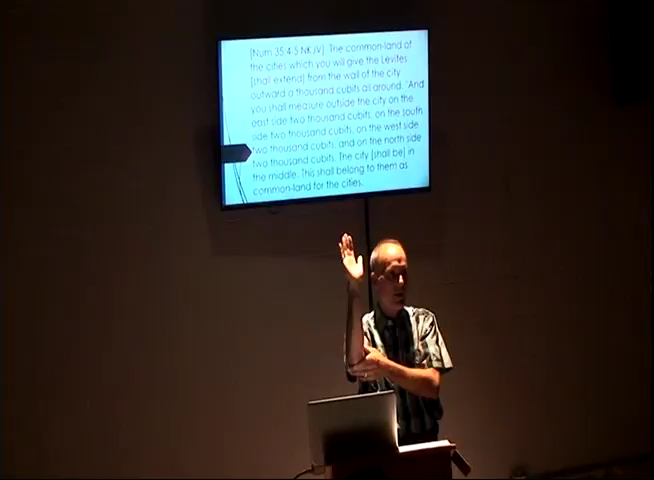 [Num 35:4-5 NKJV] The common-land of
the cities which you will give the Levites
[shall extend] from the wall of the city
outward a thousand cubits all around. "And
you shall measure outside the city on the
east side two thousand cubits, on the south
side two thousand cubits, on the west side
two thousand cubits, and on the north side
two thousand cubits. The city [shall be] in
the middle. This shall belong to them as
common-land for the cities.